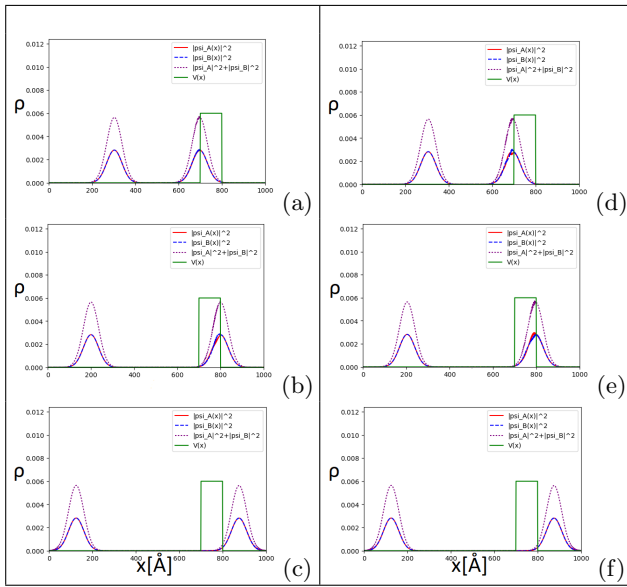 0.012
0.010
0.008
0.006
0.004
0.002
0.000
0 200 400 600 800 1000
ρ
|psi_A(x)|^2
|psi_B(x)|^2
|psi_A|^2+|psi_B|^2
V(x)
(a)
0.012
0.010
0.008
0.006
0.004
0.002
0.000
0 200 400 600 800 1000
ρ
|psi_A(x)|^2
|psi_B(x)|^2
|psi_A|^2+|psi_B|^2
V(x)
(d)
0.012
0.010
0.008
0.006
0.004
0.002
0.000
0 200 400 600 800 1000
ρ
|psi_A(x)|^2
|psi_B(x)|^2
|psi_A|^2+|psi_B|^2
V(x)
(b)
0.012
0.010
0.008
0.006
0.004
0.002
0.000
0 200 400 600 800 1000
ρ
|psi_A(x)|^2
|psi_B(x)|^2
|psi_A|^2+|psi_B|^2
V(x)
(e)
0.012
0.010
0.008
0.006
0.004
0.002
0.000
0 200 400 600 800 1000
ρ
|psi_A(x)|^2
|psi_B(x)|^2
|psi_A|^2+|psi_B|^2
V(x)
x[Å]
(c)
0.012
0.010
0.008
0.006
0.004
0.002
0.000
0 200 400 600 800 1000
ρ
|psi_A(x)|^2
|psi_B(x)|^2
|psi_A|^2+|psi_B|^2
V(x)
x[Å]
(f)